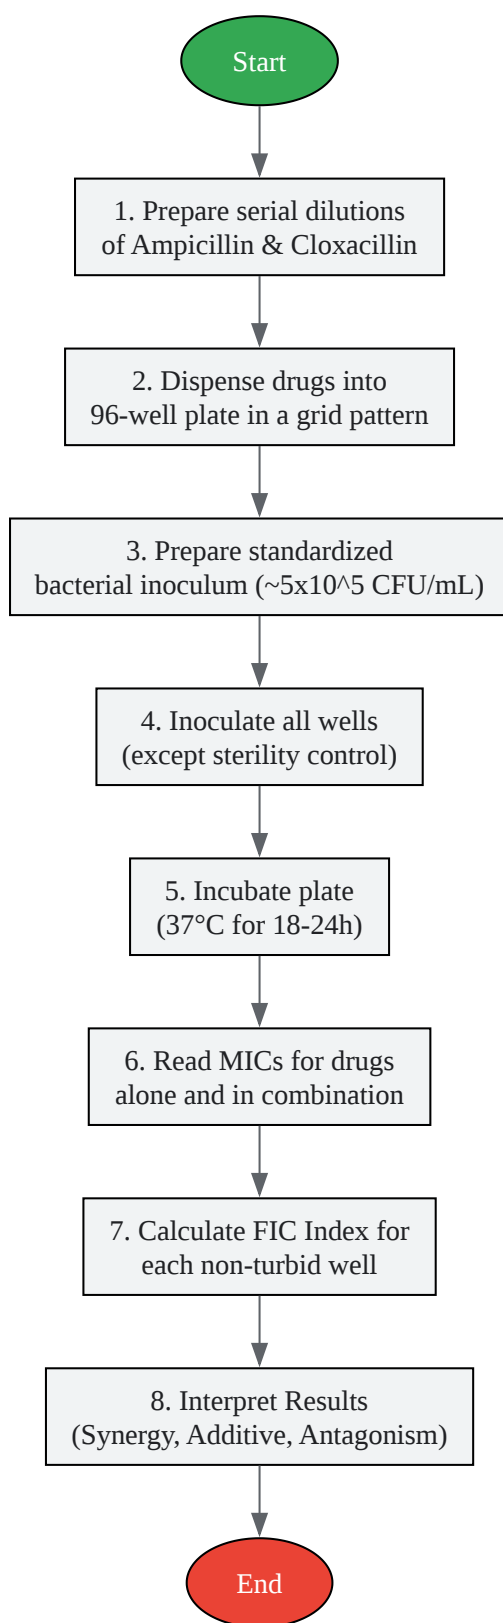 Start
1. Prepare serial dilutions
of Ampicillin & Cloxacillin
2. Dispense drugs into
96-well plate in a grid pattern
3. Prepare standardized
bacterial inoculum (~5x10^5 CFU/mL)
4. Inoculate all wells
(except sterility control)
5. Incubate plate
(37°C for 18-24h)
6. Read MICs for drugs
alone and in combination
7. Calculate FIC Index for
each non-turbid well
8. Interpret Results
(Synergy, Additive, Antagonism)
End